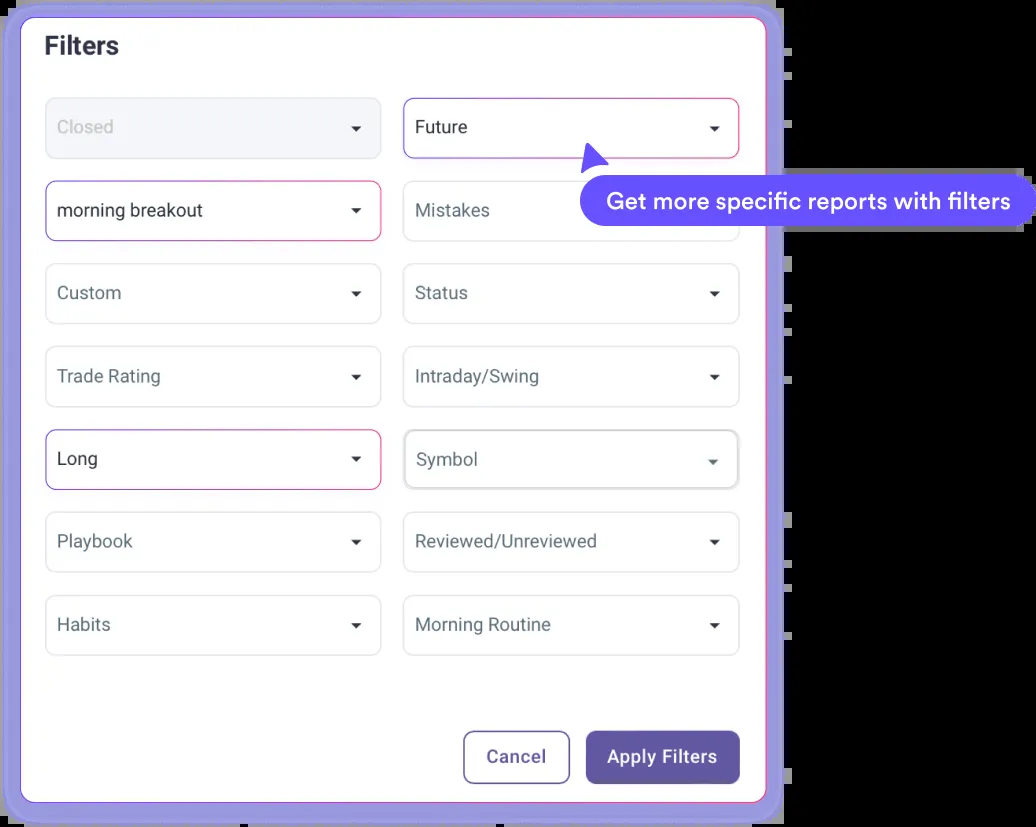 Filters
Closed
Future
morning breakout
Mistakes
Get more specific reports with filters
Custom
Status
Trade Rating
Intraday/Swing
Long
Symbol
Playbook
Reviewed/Unreviewed
Habits
Morning Routine
Cancel
Apply Filters